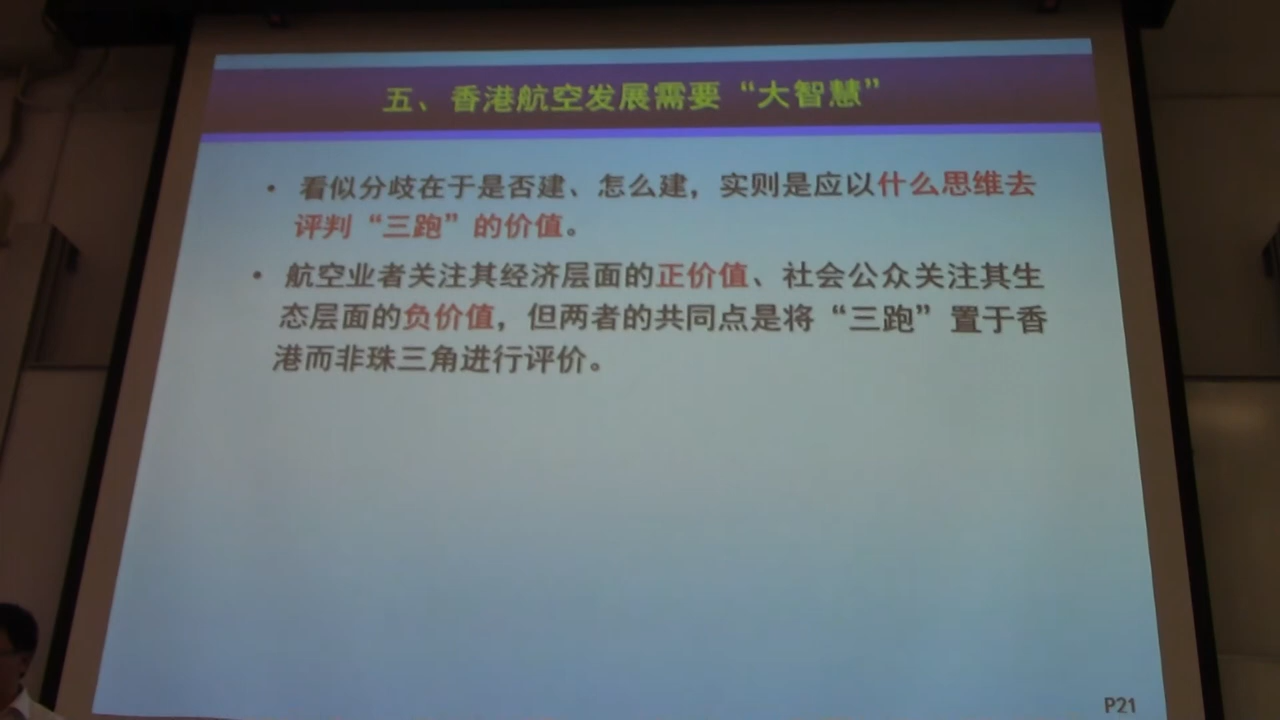 五、香港航空发展需要“大智慧”
• 看似分歧在于是否建、怎么建，实则是应以什么思维去
评判“三跑”的价值。
• 航空业者关注其经济层面的正价值、社会公众关注其生
态层面的负价值，但两者的共同点是将“三跑”置于香
港而非珠三角进行评价。
P21